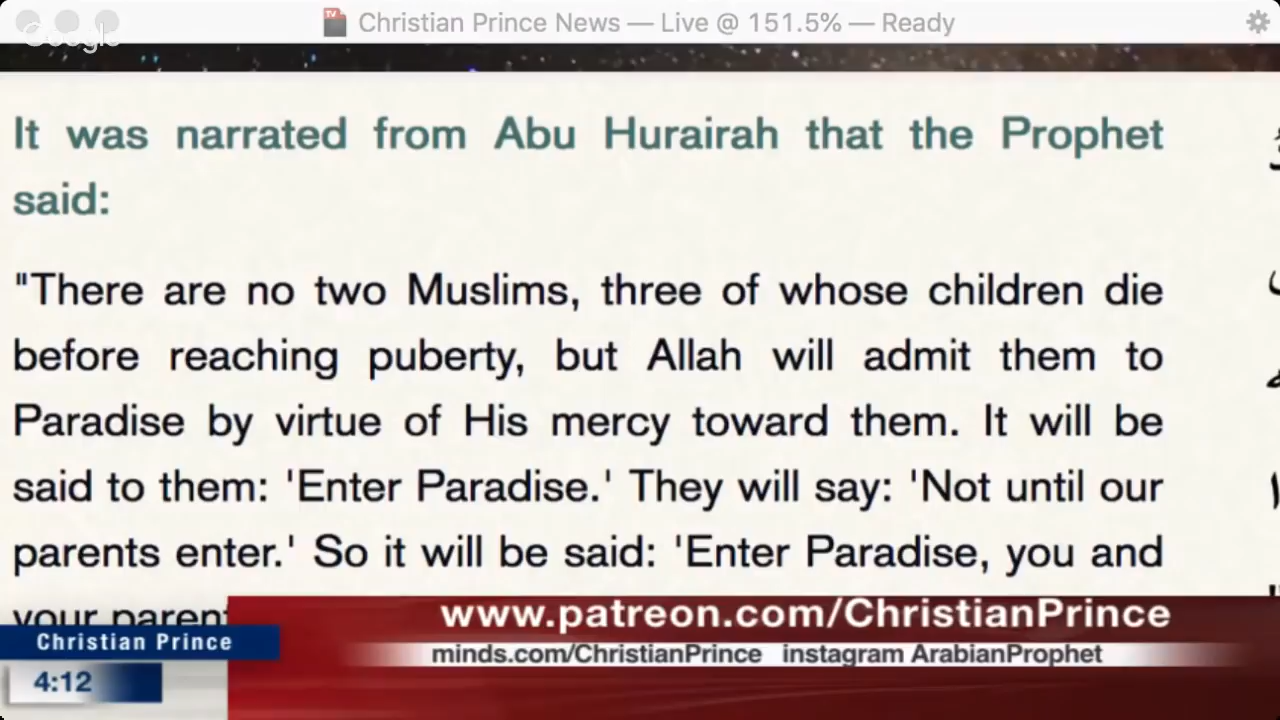 Christian Prince News — Live @ 151.5% — Ready
Google
It was narrated from Abu Hurairah that the Prophet
said:
"There are no two Muslims, three of whose children die
before reaching puberty, but Allah will admit them to
Paradise by virtue of His mercy toward them. It will be
said to them: 'Enter Paradise.' They will say: 'Not until our
parents enter.' So it will be said: 'Enter Paradise, you and
your parent
www.patreon.com/ChristianPrince
Christian Prince
minds.com/ChristianPrince instagram ArabianProphet
4:12